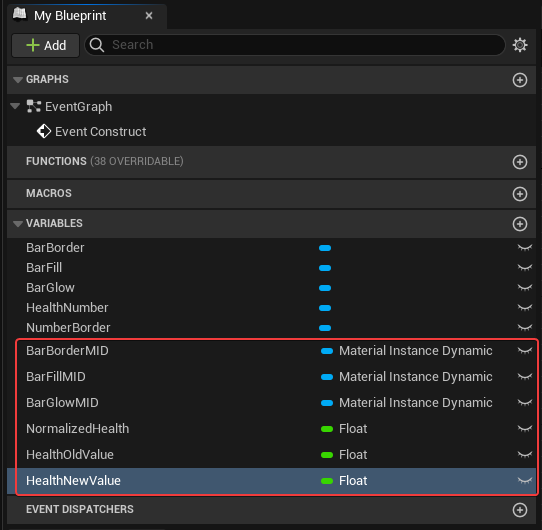 My Blueprint
Add Search
GRAPHS
EventGraph
Event Construct
FUNCTIONS (38 OVERRIDABLE)
MACROS
VARIABLES
BarBorder
BarFill
BarGlow
HealthNumber
NumberBorder
BarBorderMID Material Instance Dynamic
BarFillMID Material Instance Dynamic
BarGlowMID Material Instance Dynamic
NormalizedHealth Float
HealthOldValue Float
HealthNewValue Float
EVENT DISPATCHERS